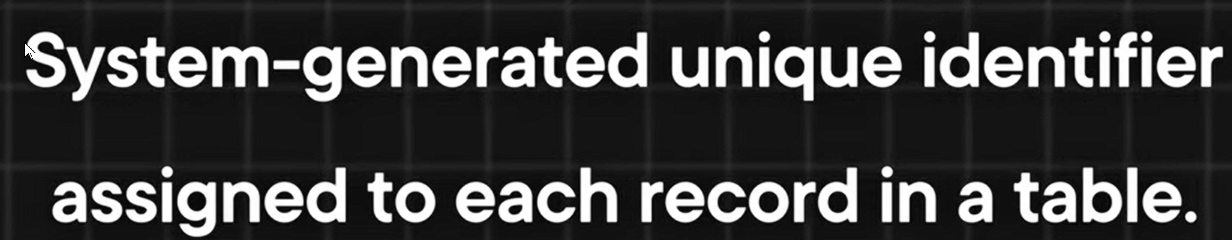 System-generated unique identifier
assigned to each record in a table.